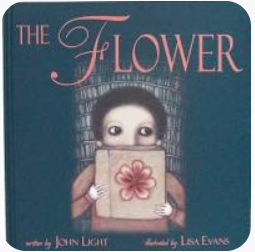 THE FLOWER
written by JOHN LIGHT illustrated by LISA EVANS